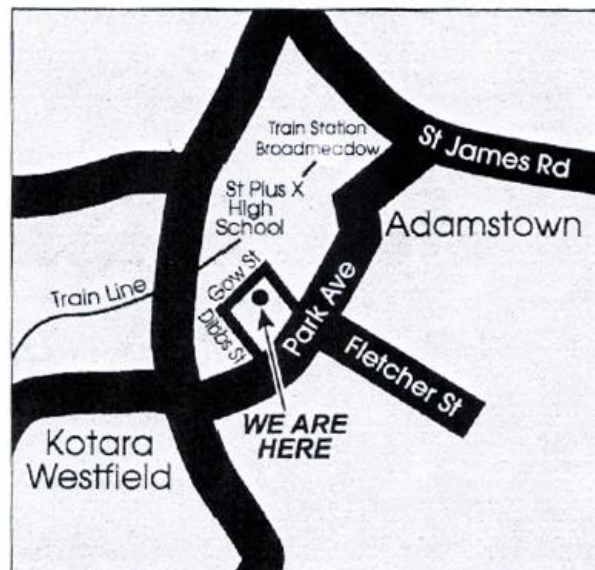 Train Station
Broadmeadow
St James Rd
St Pius X
High
School
Adamstown
Gow St
Train Line
Dibbs St
Park Ave
Fletcher St
WE ARE
HERE
Kotara
Westfield